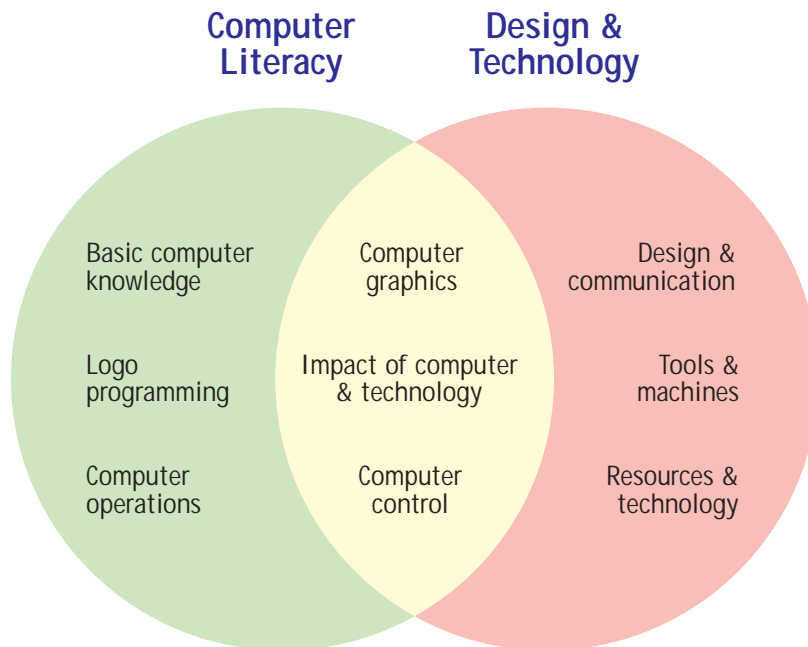 Computer
Literacy
Design &
Technology
Basic computer
knowledge
Logo
programming
Computer
operations
Computer
graphics
Impact of computer
& technology
Computer
control
Design &
communication
Tools &
machines
Resources &
technology